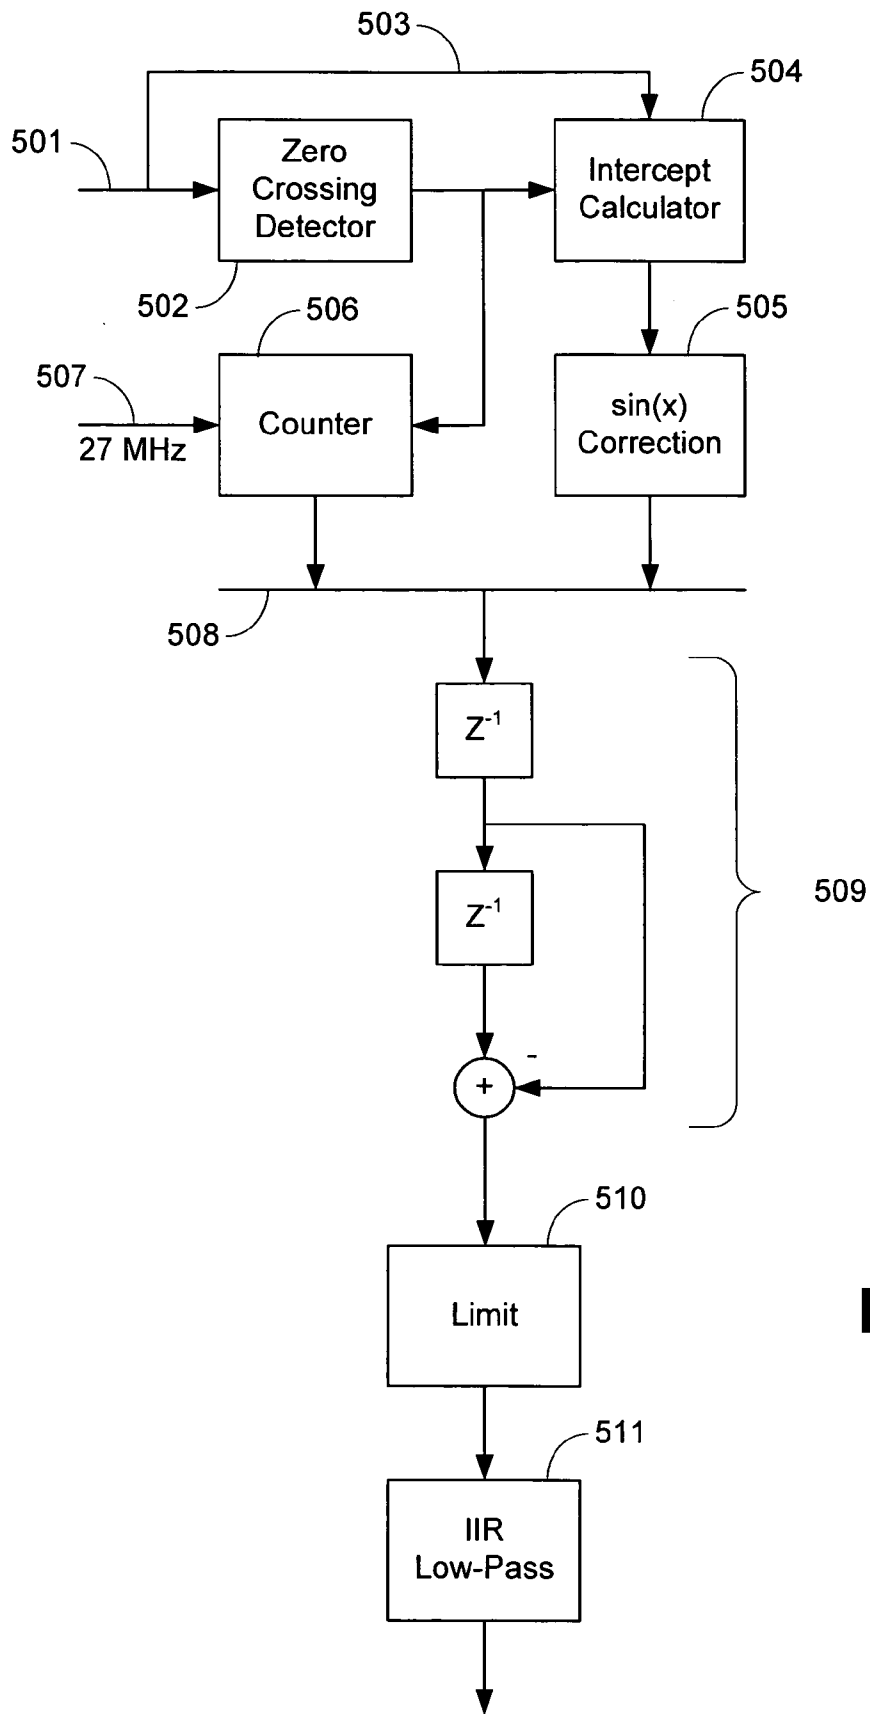 503
504
501
Zero
Crossing
Detector
Intercept
Calculator
502
506
505
507
27 MHz
Counter
sin(x)
Correction
508
Z-1
509
Z-1
-
+
510
Limit
511
IIR
Low-Pass